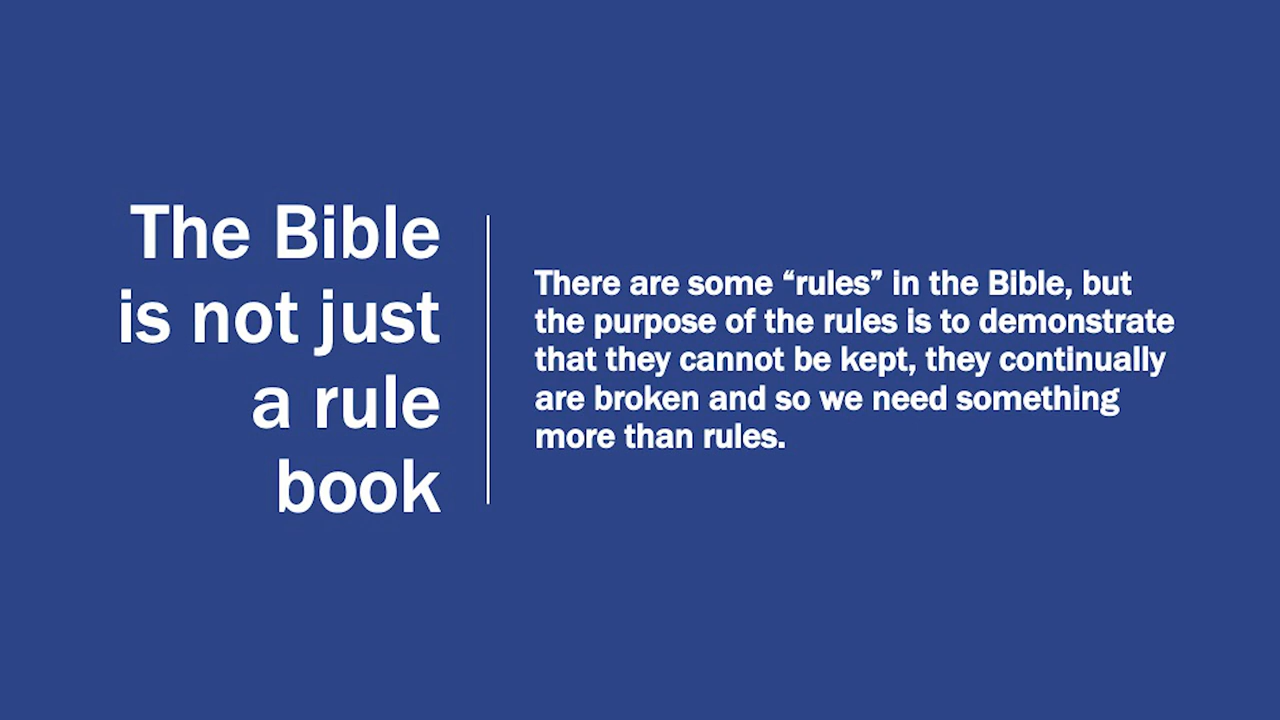 The Bible
is not just
a rule
book
There are some “rules” in the Bible, but
the purpose of the rules is to demonstrate
that they cannot be kept, they continually
are broken and so we need something
more than rules.